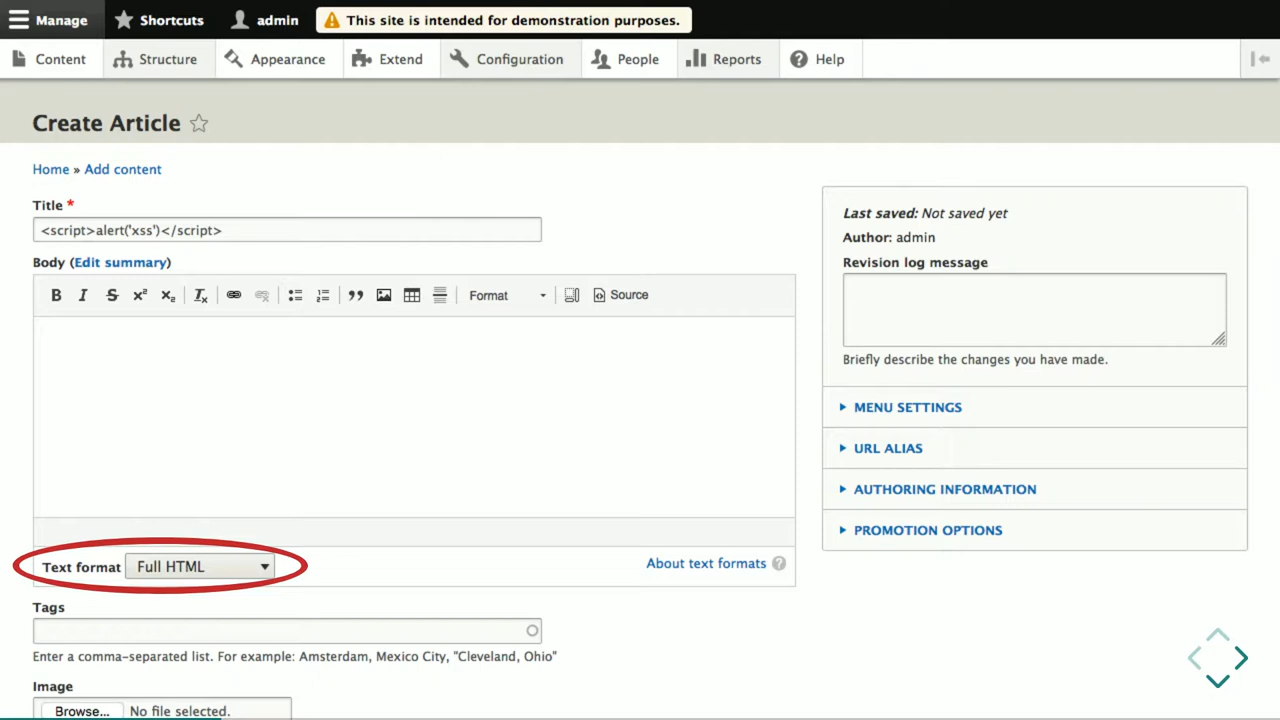 Manage Shortcuts admin This site is intended for demonstration purposes.
Content Structure Appearance Extend Configuration People Reports Help
Create Article
Home » Add content
Title *
<script>alert('xss')</script>
Body (Edit summary)
B I S x² x₂ Tx Format Source
Text format Full HTML
About text formats ?
Tags
Enter a comma-separated list. For example: Amsterdam, Mexico City, "Cleveland, Ohio"
Image
Browse... No file selected.
Last saved: Not saved yet
Author: admin
Revision log message
Briefly describe the changes you have made.
MENU SETTINGS
URL ALIAS
AUTHORING INFORMATION
PROMOTION OPTIONS